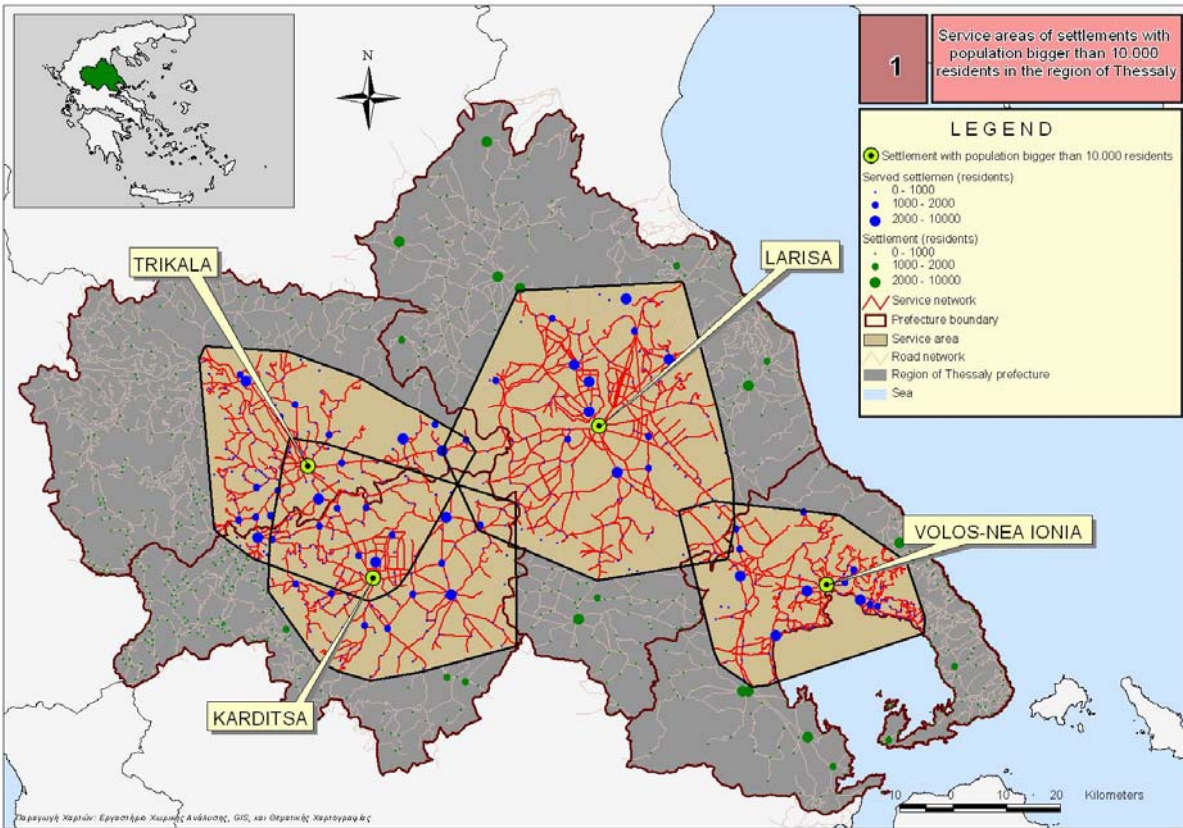 N
1
Service areas of settlements with
population bigger than 10.000
residents in the region of Thessaly
LEGEND
Settlement with population bigger than 10.000 residents
Served settlemen (residents)
0 - 1000
1000 - 2000
2000 - 10000
Settlement (residents)
0 - 1000
1000 - 2000
2000 - 10000
Service network
Prefecture boundary
Service area
Road network
Region of Thessaly prefecture
Sea
TRIKALA
LARISA
VOLOS-NEA IONIA
KARDITSA
10 0 10 20 Kilometers
Παραγωγή Χαρτών: Εργαστήριο Χωρικής Ανάλυσης, GIS, και Θεματικής Χαρτογραφίας